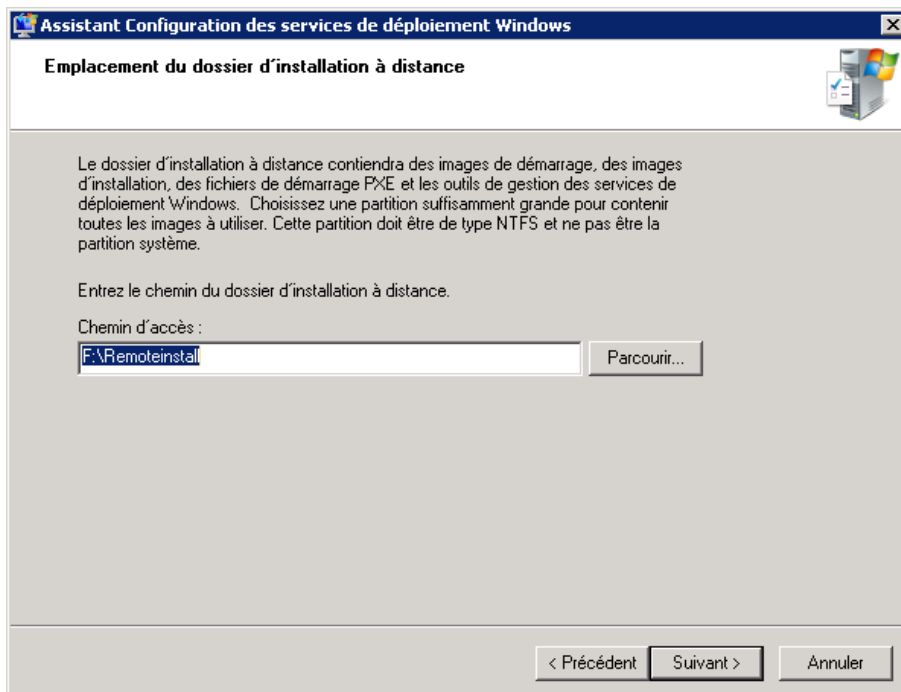 Assistant Configuration des services de déploiement Windows
Emplacement du dossier d'installation à distance
Le dossier d'installation à distance contiendra des images de démarrage, des images
d'installation, des fichiers de démarrage PXE et les outils de gestion des services de
déploiement Windows.  Choisissez une partition suffisamment grande pour contenir
toutes les images à utiliser. Cette partition doit être de type NTFS et ne pas être la
partition système.
Entrez le chemin du dossier d'installation à distance.
Chemin d'accès :
F:\Remoteinstall
Parcourir...
< Précédent
Suivant >
Annuler